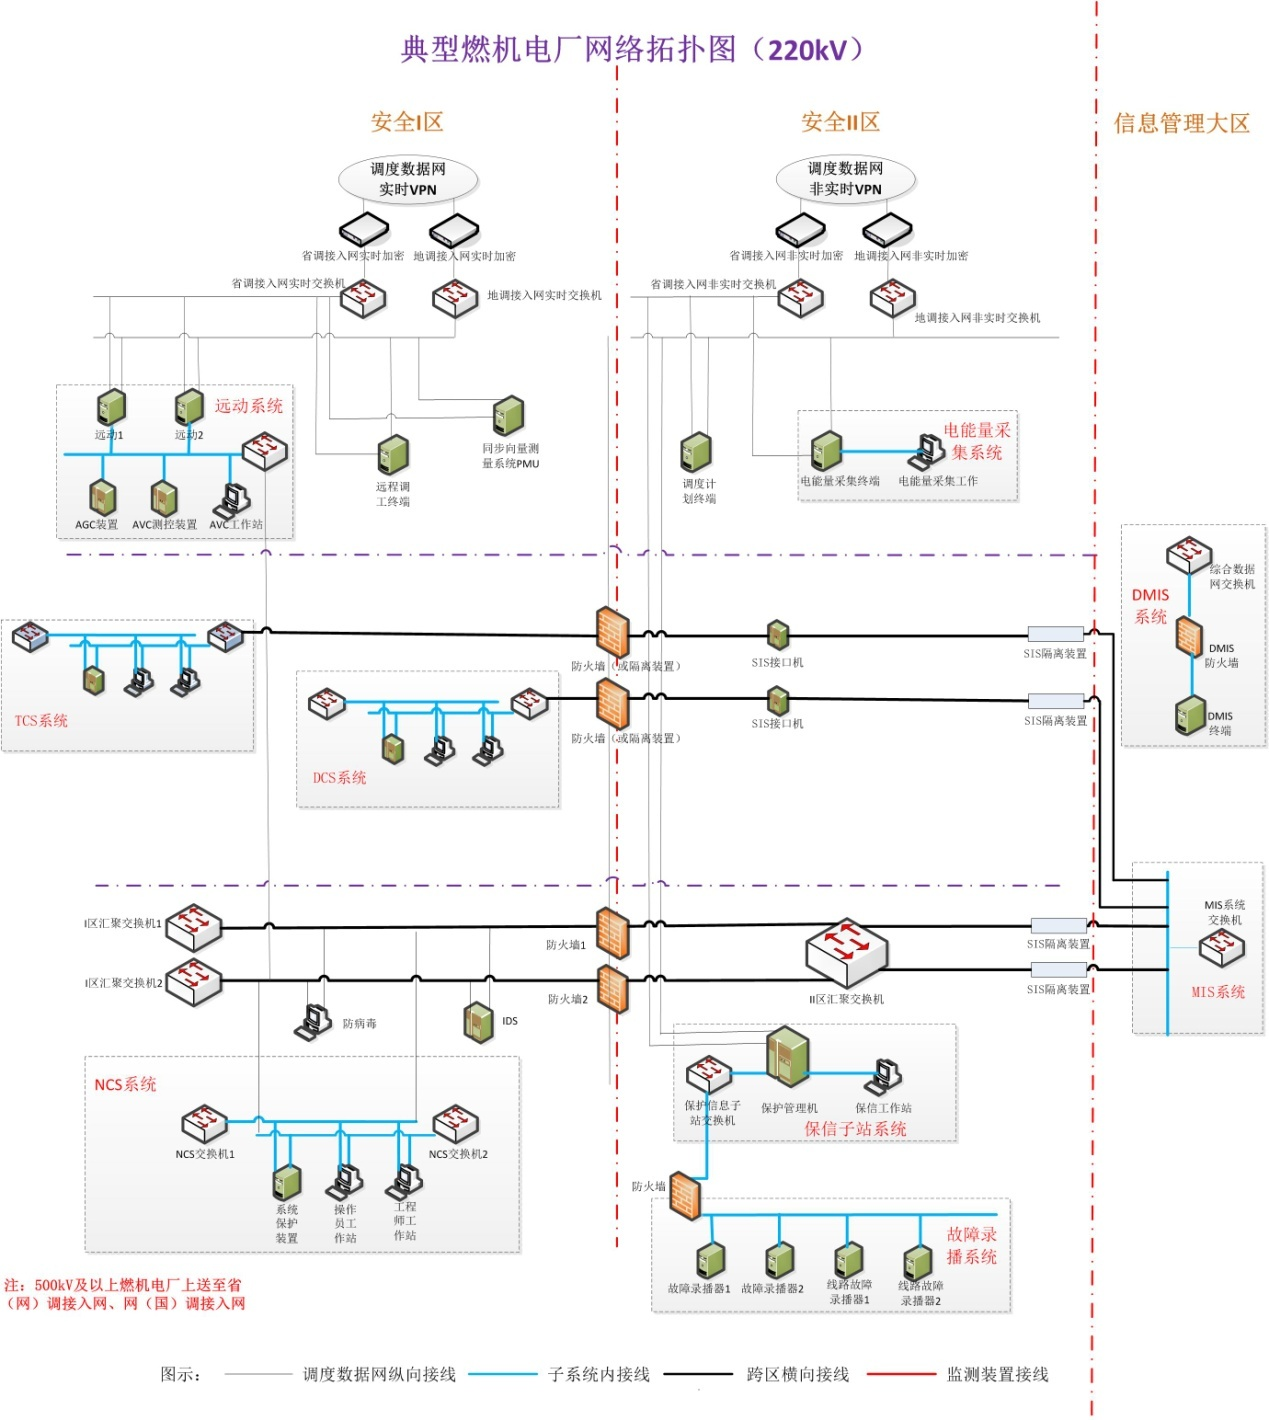 典型燃机电厂网络拓扑图（220kV）
安全I区
安全II区
信息管理大区
调度数据网
实时VPN
调度数据网
非实时VPN
省调接入网实时加密
地调接入网实时加密
省调接入网非实时加密
地调接入网非实时加密
省调接入网实时交换机
地调接入网实时交换机
省调接入网非实时交换机
地调接入网非实时交换机
远动1
远动2
远动系统
AGC装置
AVC测控装置
AVC工作站
远程调
工终端
同步向量测
量系统PMU
调度计
划终端
电能量采
集系统
电能量采集终端
电能量采集工作
综合数据
网交换机
DMIS
系统
DMIS
防火墙
DMIS
终端
TCS系统
防火墙（或隔离装置）
SIS接口机
SIS隔离装置
DCS系统
防火墙（或隔离装置）
SIS接口机
SIS隔离装置
I区汇聚交换机1
防火墙1
SIS隔离装置
MIS系统
交换机
I区汇聚交换机2
防火墙2
II区汇聚交换机
SIS隔离装置
MIS系统
防病毒
IDS
NCS系统
NCS交换机1
NCS交换机2
系统
保护
装置
操作
员工
作站
工程
师工
作站
保护信息子
站交换机
保护管理机
保信工作站
保信子站系统
防火墙
故障录
播系统
故障录播器1
故障录播器2
线路故障
录播器1
线路故障
录播器2
注：500kV及以上燃机电厂上送至省
（网）调接入网、网（国）调接入网
图示：
调度数据网纵向接线
子系统内接线
跨区横向接线
监测装置接线